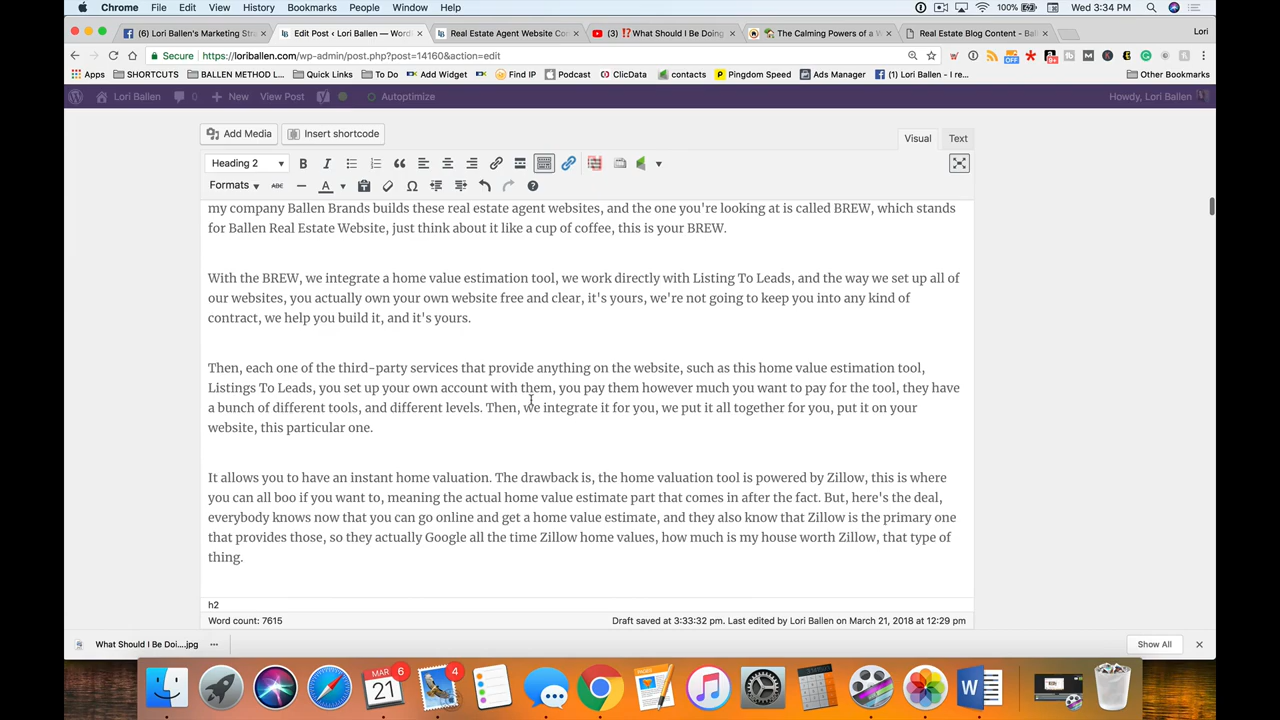 Chrome File Edit View History Bookmarks People Window Help 100% Wed 3:34 PM
(6) Lori Ballen's Marketing Str Edit Post ‹ Lori Ballen — Word Real Estate Agent Website Co (3) ⁉️What Should I Be Doing The Calming Powers of a W Real Estate Blog Content - Ba Lori
Secure https://loriballen.com/wp-admin/post.php?post=14160&action=edit
Apps SHORTCUTS BALLEN METHOD L Quick Links To Do Add Widget Find IP Podcast ClicData contacts Pingdom Speed Ads Manager (1) Lori Ballen - I re... Other Bookmarks
Lori Ballen 0 New View Post Autoptimize Howdy, Lori Ballen
Add Media Insert shortcode
Visual Text
Heading 2
Formats ABC A
my company Ballen Brands builds these real estate agent websites, and the one you're looking at is called BREW, which stands
for Ballen Real Estate Website, just think about it like a cup of coffee, this is your BREW.
With the BREW, we integrate a home value estimation tool, we work directly with Listing To Leads, and the way we set up all of
our websites, you actually own your own website free and clear, it's yours, we're not going to keep you into any kind of
contract, we help you build it, and it's yours.
Then, each one of the third-party services that provide anything on the website, such as this home value estimation tool,
Listings To Leads, you set up your own account with them, you pay them however much you want to pay for the tool, they have
a bunch of different tools, and different levels. Then, we integrate it for you, we put it all together for you, put it on your
website, this particular one.
It allows you to have an instant home valuation. The drawback is, the home valuation tool is powered by Zillow, this is where
you can all boo if you want to, meaning the actual home value estimate part that comes in after the fact. But, here's the deal,
everybody knows now that you can go online and get a home value estimate, and they also know that Zillow is the primary one
that provides those, so they actually Google all the time Zillow home values, how much is my house worth Zillow, that type of
thing.
h2
Word count: 7615 Draft saved at 3:33:32 pm. Last edited by Lori Ballen on March 21, 2018 at 12:29 pm
What Should I Be Doi....jpg Show All
MAR 21 6 4 W